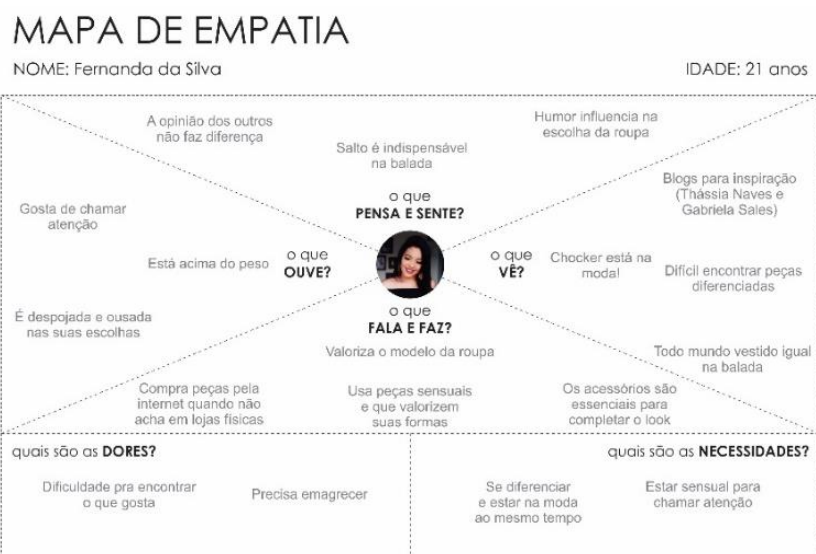 MAPA DE EMPATIA
NOME: Fernanda da Silva
IDADE: 21 anos
A opinião dos outros
não faz diferença
Salto é indispensável
na balada
Humor influencia na
escolha da roupa
o que
PENSA E SENTE?
Gosta de chamar
atenção
Está acima do peso
É despojada e ousada
nas suas escolhas
o que
OUVE?
o que
VÊ?
Blogs para inspiração
(Thássia Naves e
Gabriela Sales)
Chocker está na
moda!
Difícil encontrar peças
diferenciadas
Todo mundo vestido igual
na balada
o que
FALA E FAZ?
Valoriza o modelo da roupa
Compra peças pela
internet quando não
acha em lojas físicas
Usa peças sensuais
e que valorizem
suas formas
Os acessórios são
essenciais para
completar o look
quais são as DORES?
Dificuldade pra encontrar
o que gosta
Precisa emagrecer
quais são as NECESSIDADES?
Se diferenciar
e estar na moda
ao mesmo tempo
Estar sensual para
chamar atenção